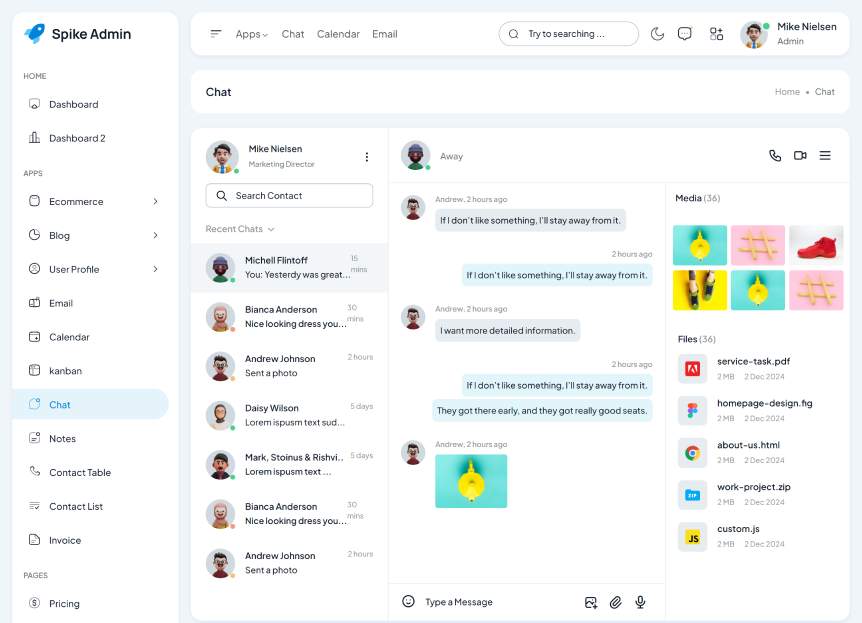 Spike Admin
HOME
Dashboard
Dashboard 2
APPS
Ecommerce
Blog
User Profile
Email
Calendar
kanban
Chat
Notes
Contact Table
Contact List
Invoice
PAGES
Pricing
Apps
Chat
Calendar
Email
Try to searching ...
Mike Nielsen
Admin
Chat
Home • Chat
Mike Nielsen
Marketing Director
Search Contact
Recent Chats
Michell Flintoff
15 mins
You: Yesterdy was great...
Bianca Anderson
30 mins
Nice looking dress you...
Andrew Johnson
2 hours
Sent a photo
Daisy Wilson
5 days
Lorem ispusm text sud...
Mark, Stoinus & Rishvi..
5 days
Lorem ispusm text ...
Bianca Anderson
30 mins
Nice looking dress you...
Andrew Johnson
2 hours
Sent a photo
Away
Andrew, 2 hours ago
If I don't like something, I'll stay away from it.
2 hours ago
If I don't like something, I'll stay away from it.
Andrew, 2 hours ago
I want more detailed information.
2 hours ago
If I don't like something, I'll stay away from it.
They got there early, and they got really good seats.
Andrew, 2 hours ago
Type a Message
Media (36)
Files (36)
service-task.pdf
2 MB 2 Dec 2024
homepage-design.fig
2 MB 2 Dec 2024
about-us.html
2 MB 2 Dec 2024
ZIP
work-project.zip
2 MB 2 Dec 2024
JS
custom.js
2 MB 2 Dec 2024